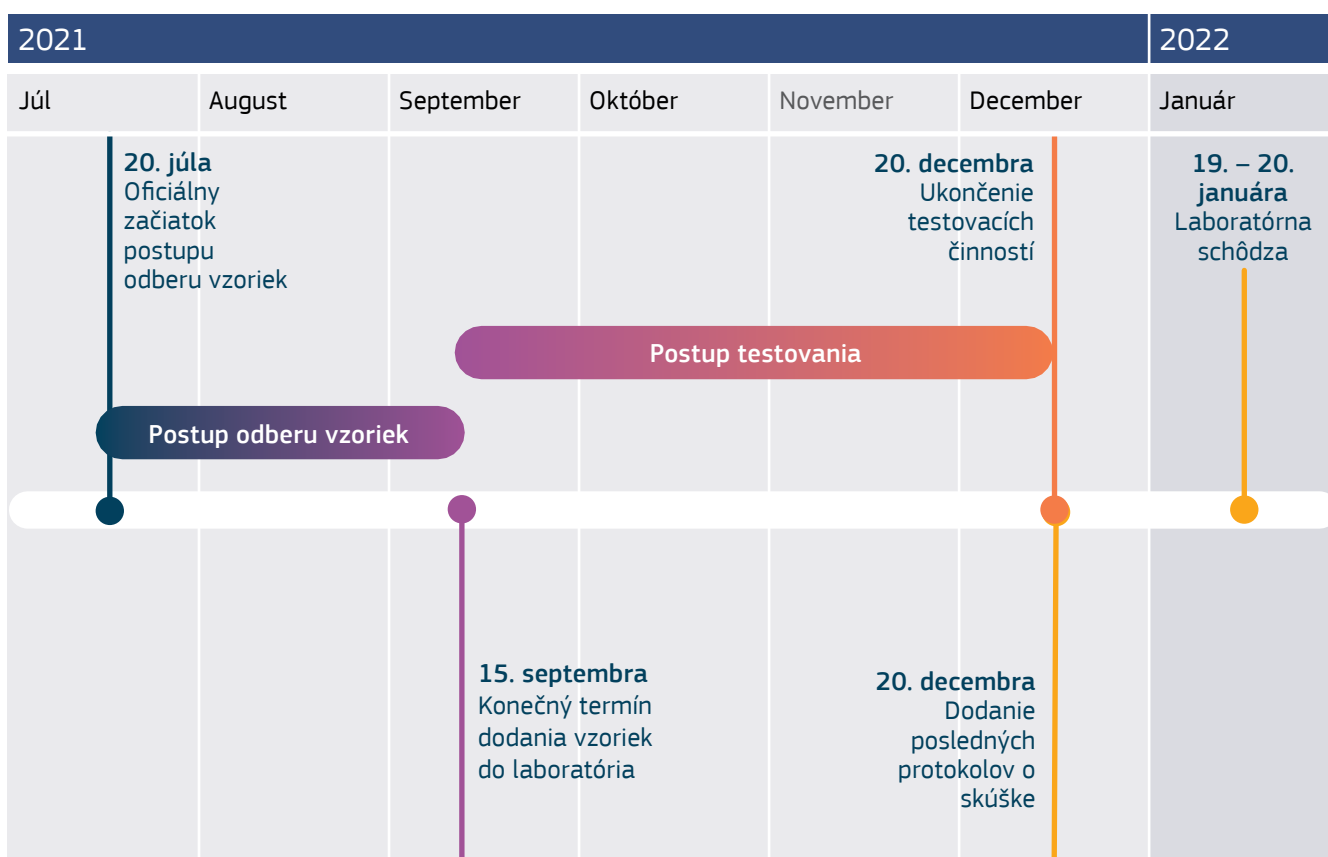 2021
2022
Júl
August
September
Október
November
December
Január
20. júla
Oficiálny
začiatok
postupu
odberu vzoriek
20. decembra
Ukončenie
testovacích
činností
19. – 20.
januára
Laboratórna
schôdza
Postup testovania
Postup odberu vzoriek
15. septembra
Konečný termín
dodania vzoriek
do laboratória
20. decembra
Dodanie
posledných
protokolov o
skúške